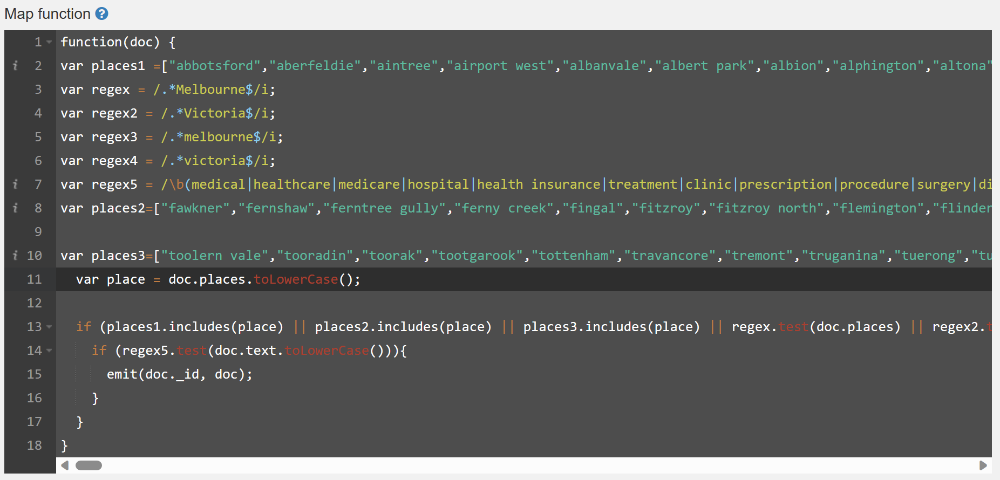 Map function ?
1 function(doc) {
i 2 var places1 =["abbotsford","aberfeldie","aintree","airport west","albanvale","albert park","albion","alphington","altona"
3 var regex = /.*Melbourne$/i;
4 var regex2 = /.*Victoria$/i;
5 var regex3 = /.*melbourne$/i;
6 var regex4 = /.*victoria$/i;
i 7 var regex5 = /\b(medical|healthcare|medicare|hospital|health insurance|treatment|clinic|prescription|procedure|surgery|di
i 8 var places2=["fawkner","fernshaw","ferntree gully","ferny creek","fingal","fitzroy","fitzroy north","flemington","flinder
9
i 10 var places3=["toolern vale","tooradin","toorak","tootgarook","tottenham","travancore","tremont","truganina","tuerong","tu
11 var place = doc.places.toLowerCase();
12
13 if (places1.includes(place) || places2.includes(place) || places3.includes(place) || regex.test(doc.places) || regex2.t
14 if (regex5.test(doc.text.toLowerCase())){
15 emit(doc._id, doc);
16 }
17 }
18 }